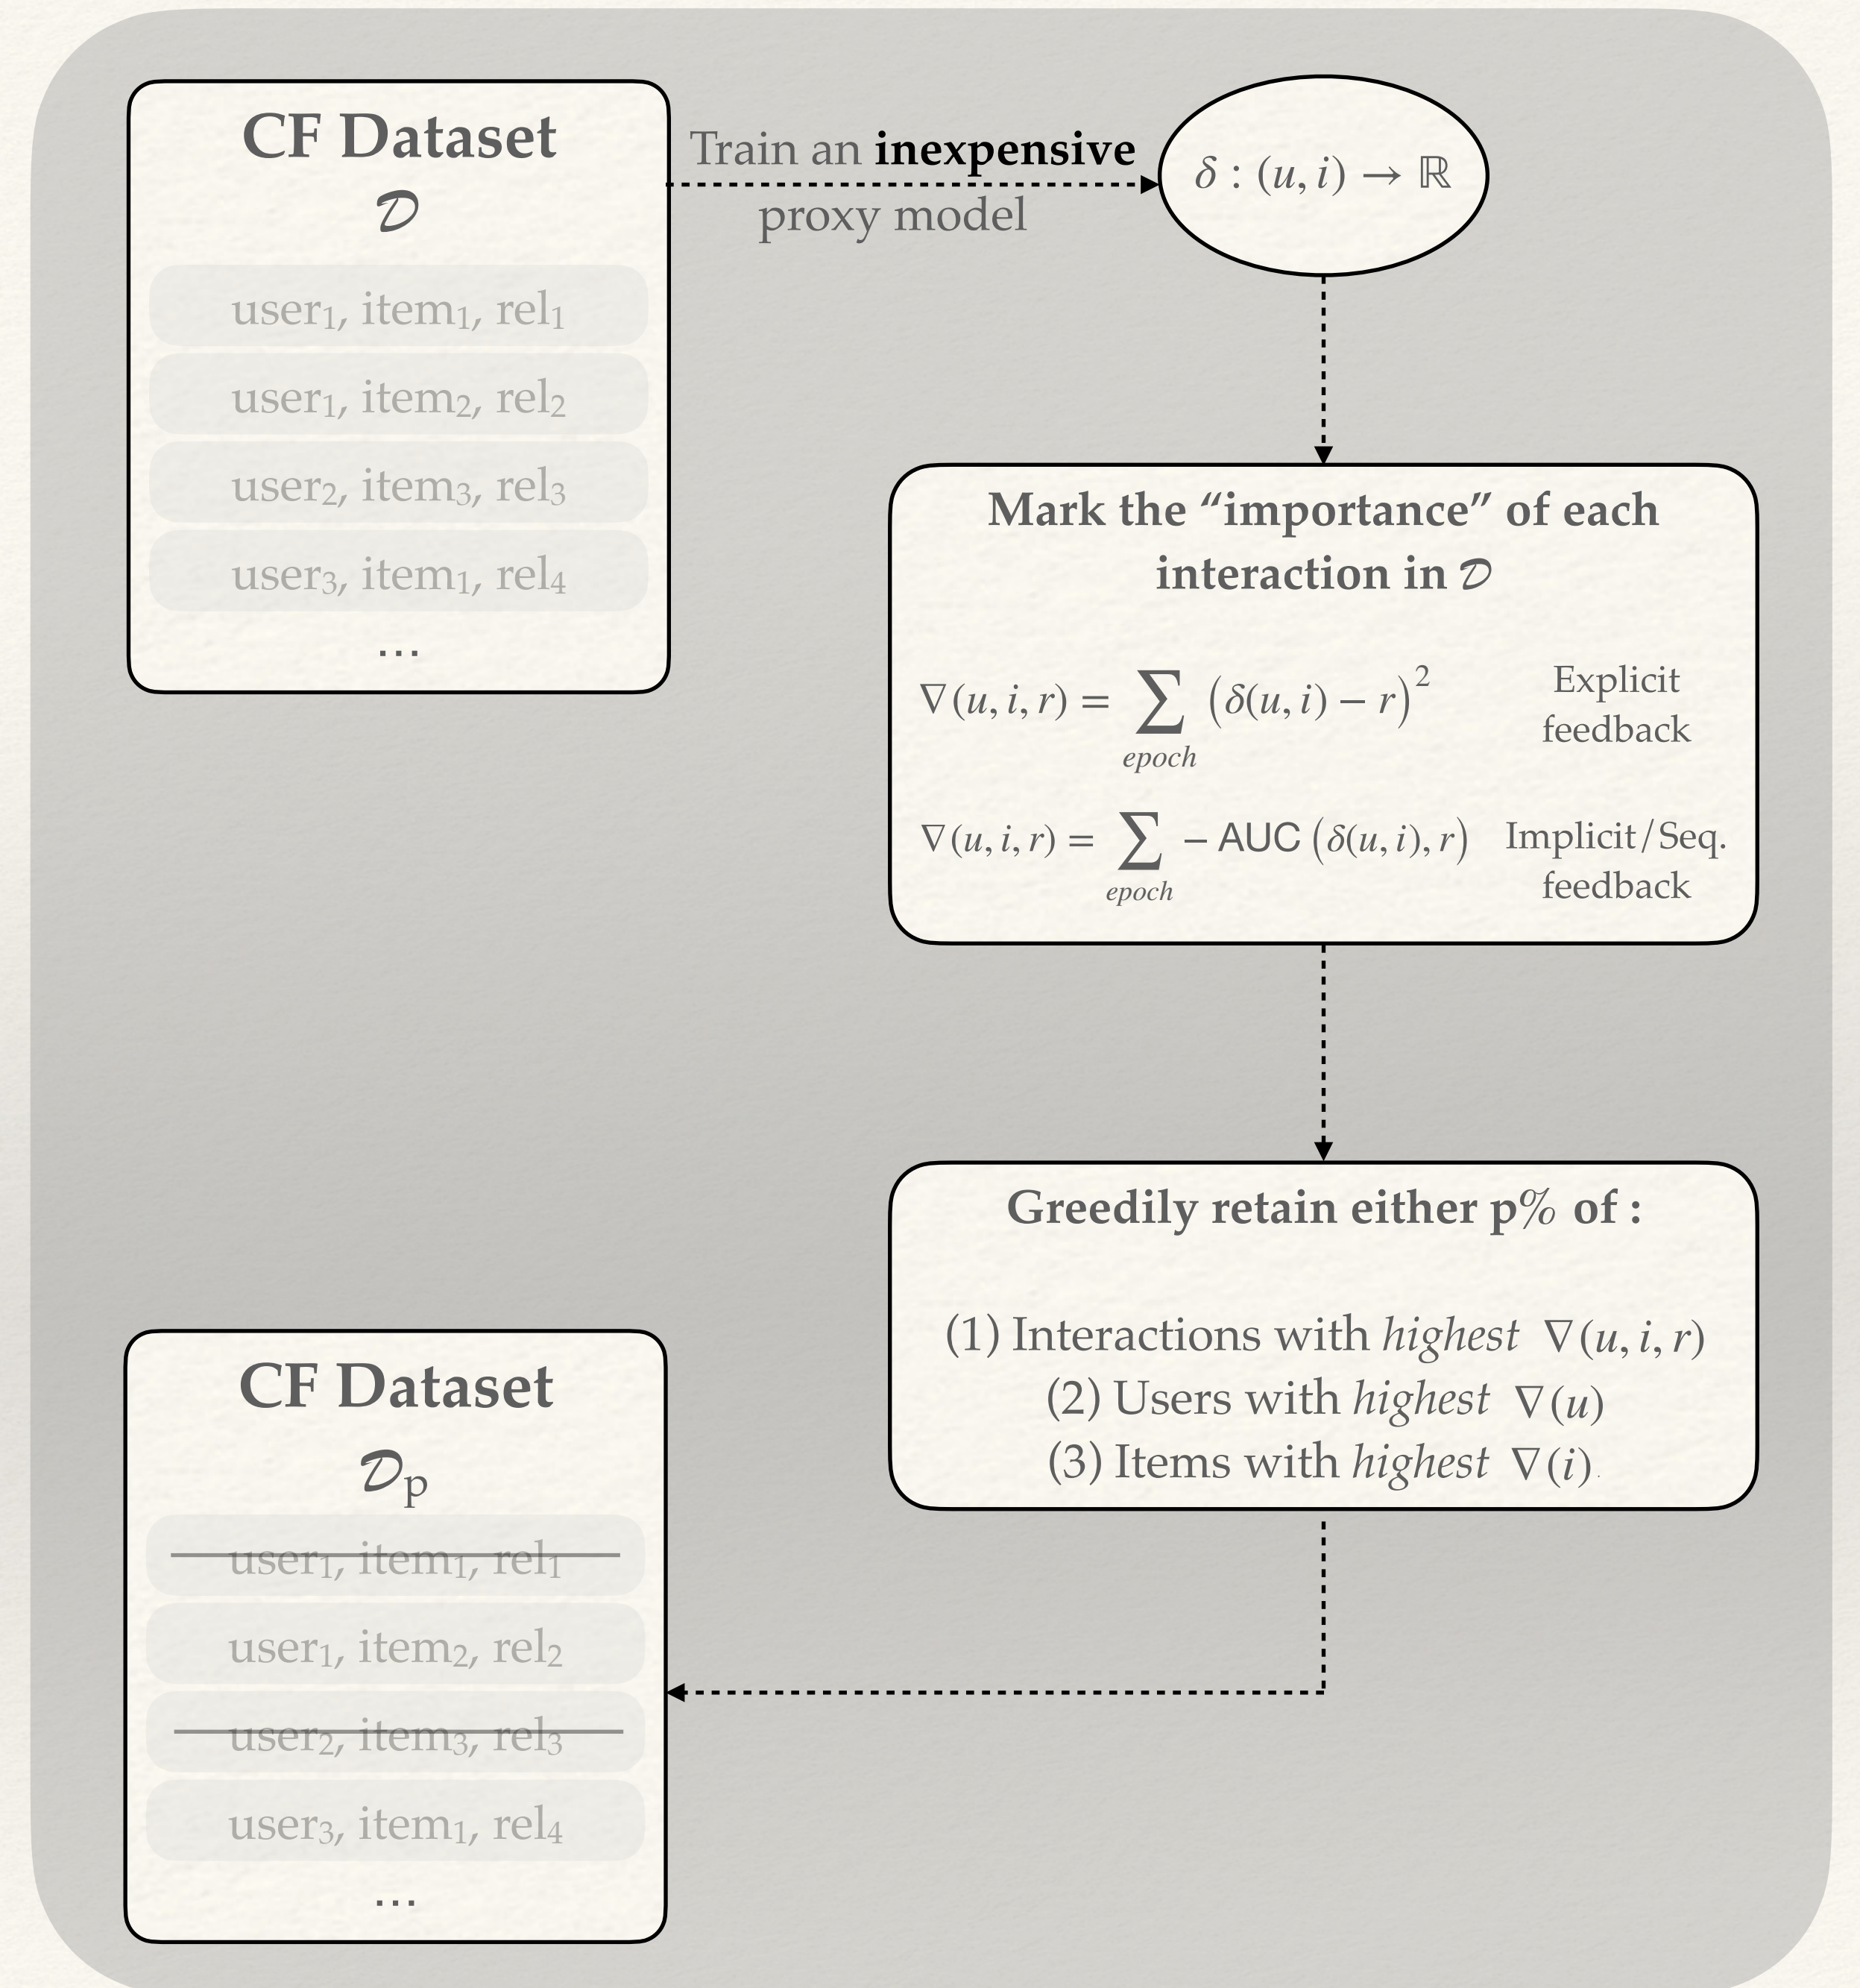 CF Dataset
𝒟
user₁, item₁, rel₁
user₁, item₂, rel₂
user₂, item₃, rel₃
user₃, item₁, rel₄
...
Train an inexpensive
proxy model
δ : (u, i) → ℝ
Mark the “importance” of each
interaction in 𝒟
∇(u, i, r) = ∑ epoch (δ(u, i) − r)² Explicit
feedback
∇(u, i, r) = ∑ epoch − AUC (δ(u, i), r) Implicit/Seq.
feedback
Greedily retain either p% of :
(1) Interactions with highest ∇(u, i, r)
(2) Users with highest ∇(u)
(3) Items with highest ∇(i)
CF Dataset
𝒟ₚ
user₁, item₁, rel₁
user₁, item₂, rel₂
user₂, item₃, rel₃
user₃, item₁, rel₄
...